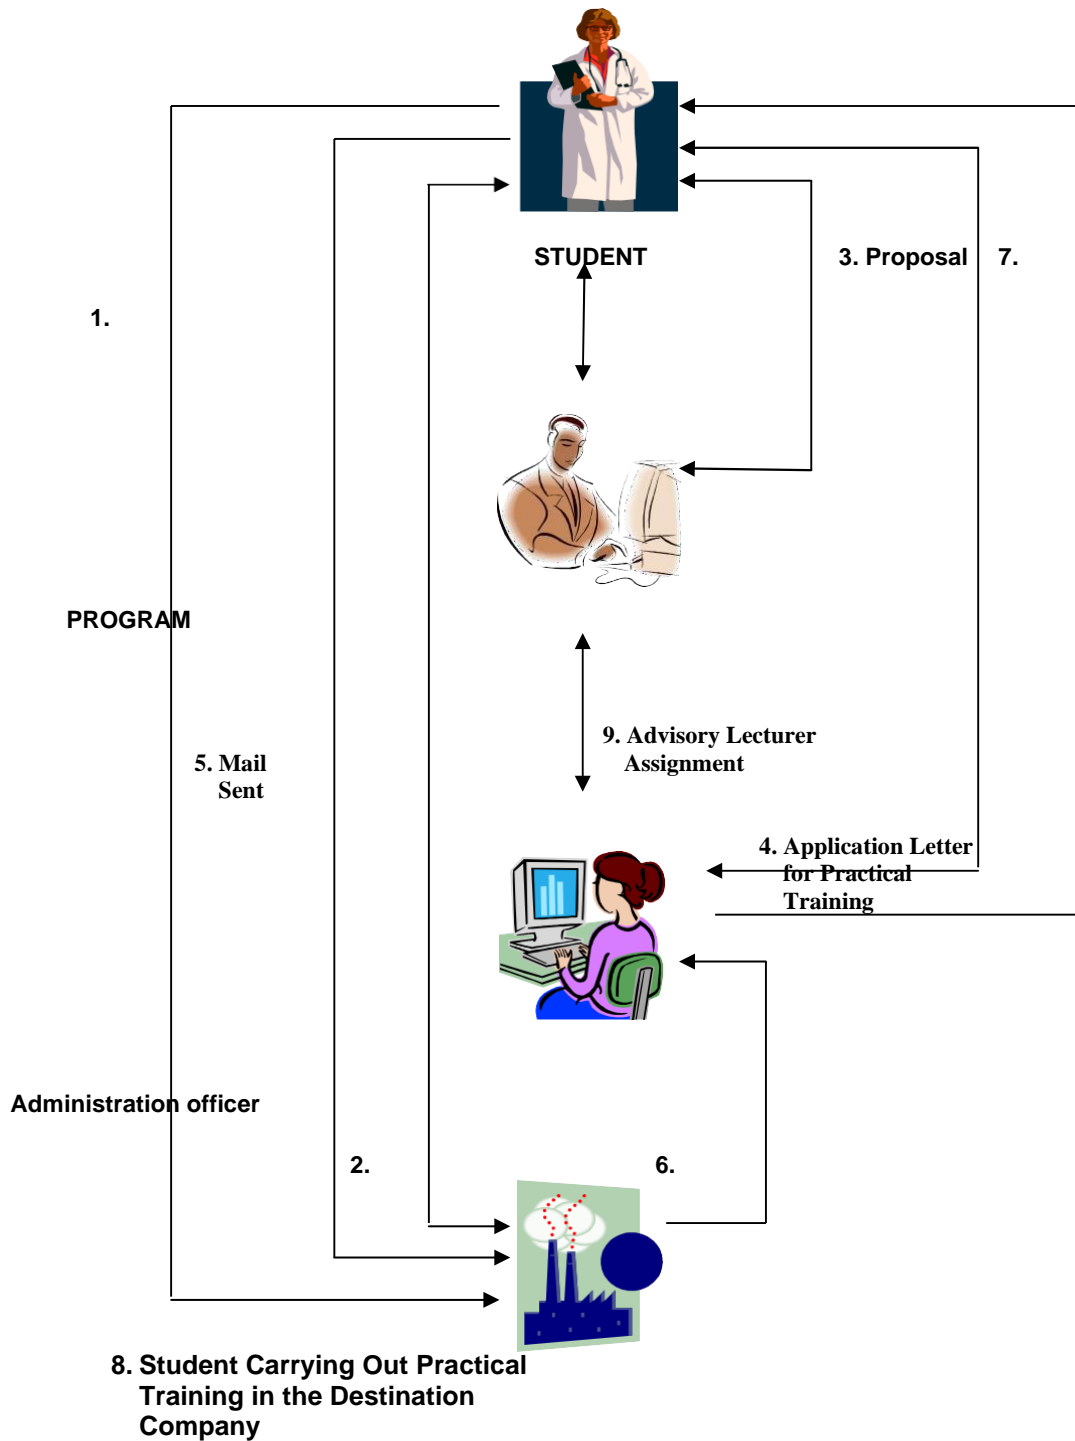 STUDENT
3. Proposal
7.
1.
PROGRAM
9. Advisory Lecturer
Assignment
5. Mail
Sent
4. Application Letter
for Practical
Training
Administration officer
2.
6.
8. Student Carrying Out Practical
Training in the Destination
Company